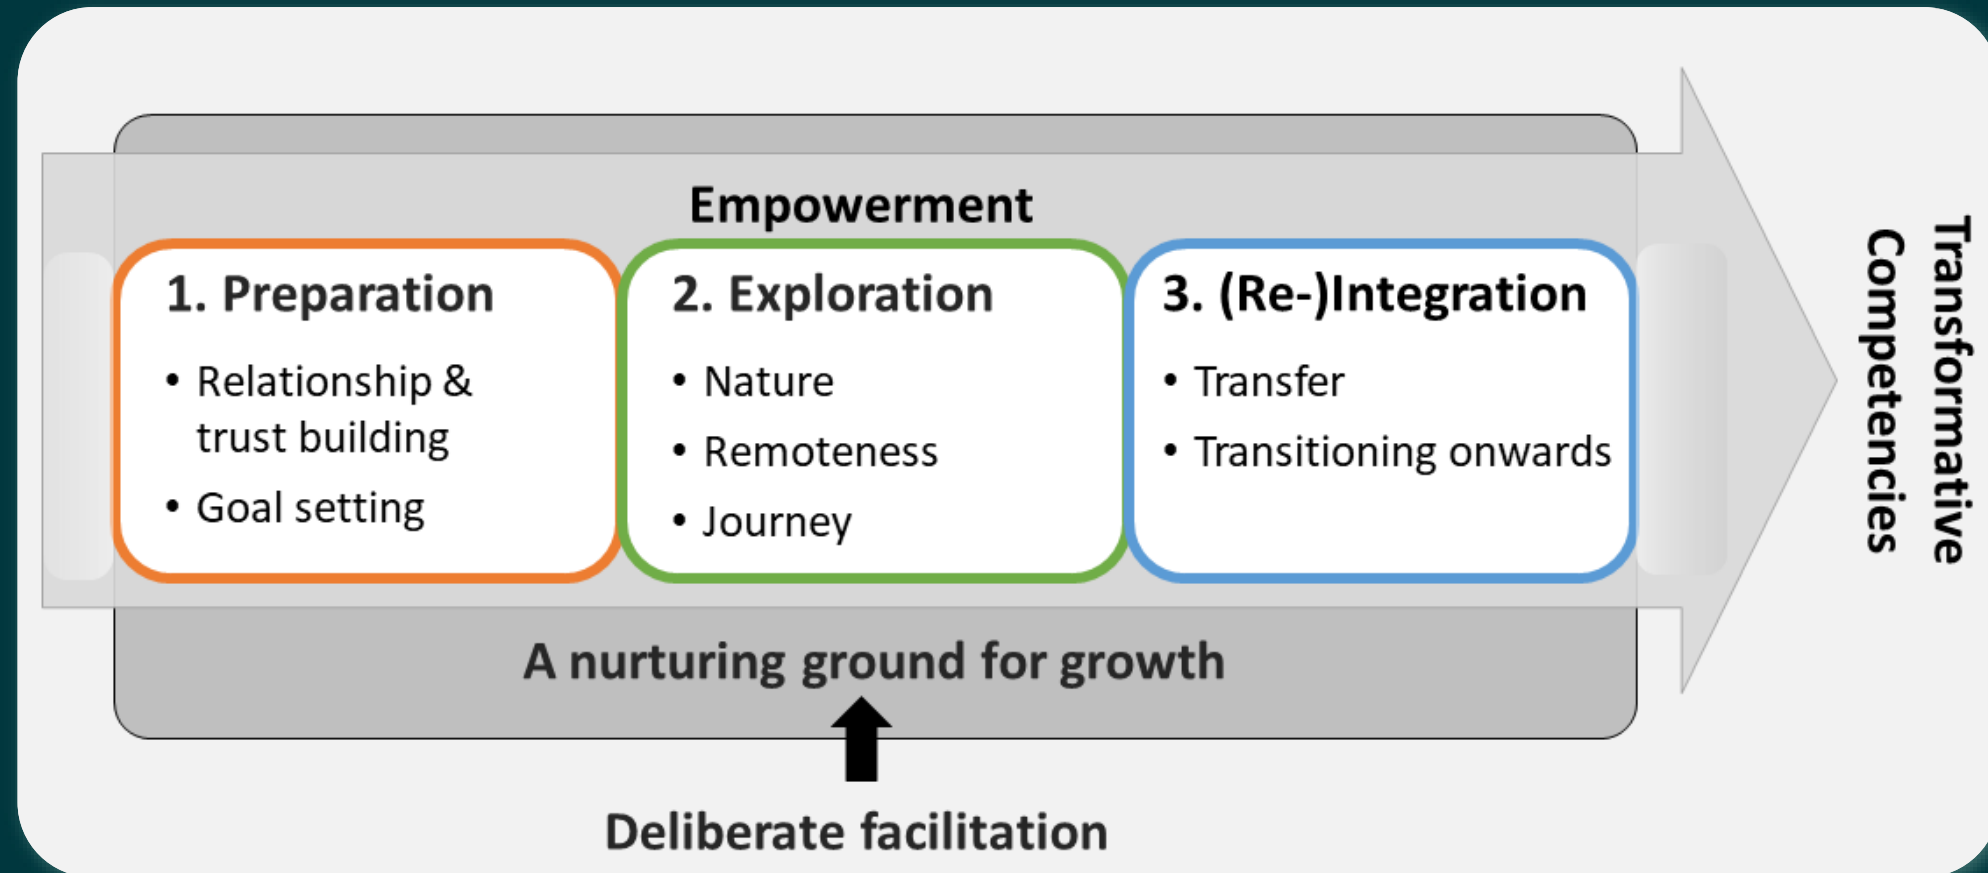 Empowerment
1. Preparation
• Relationship &
trust building
• Goal setting
2. Exploration
• Nature
• Remoteness
• Journey
3. (Re-)Integration
• Transfer
• Transitioning onwards
A nurturing ground for growth
Deliberate facilitation
Transformative
Competencies